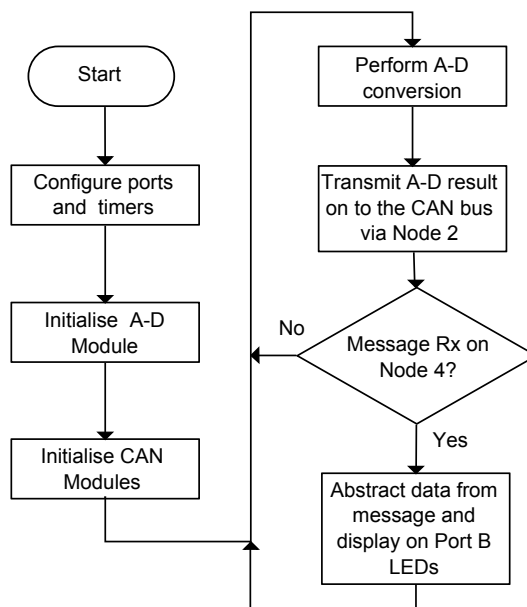 Start
Configure ports
and timers
Initialise A-D
Module
Initialise CAN
Modules
Perform A-D
conversion
Transmit A-D result
on to the CAN bus
via Node 2
Message Rx on
Node 4?
No
Yes
Abstract data from
message and
display on Port B
LEDs